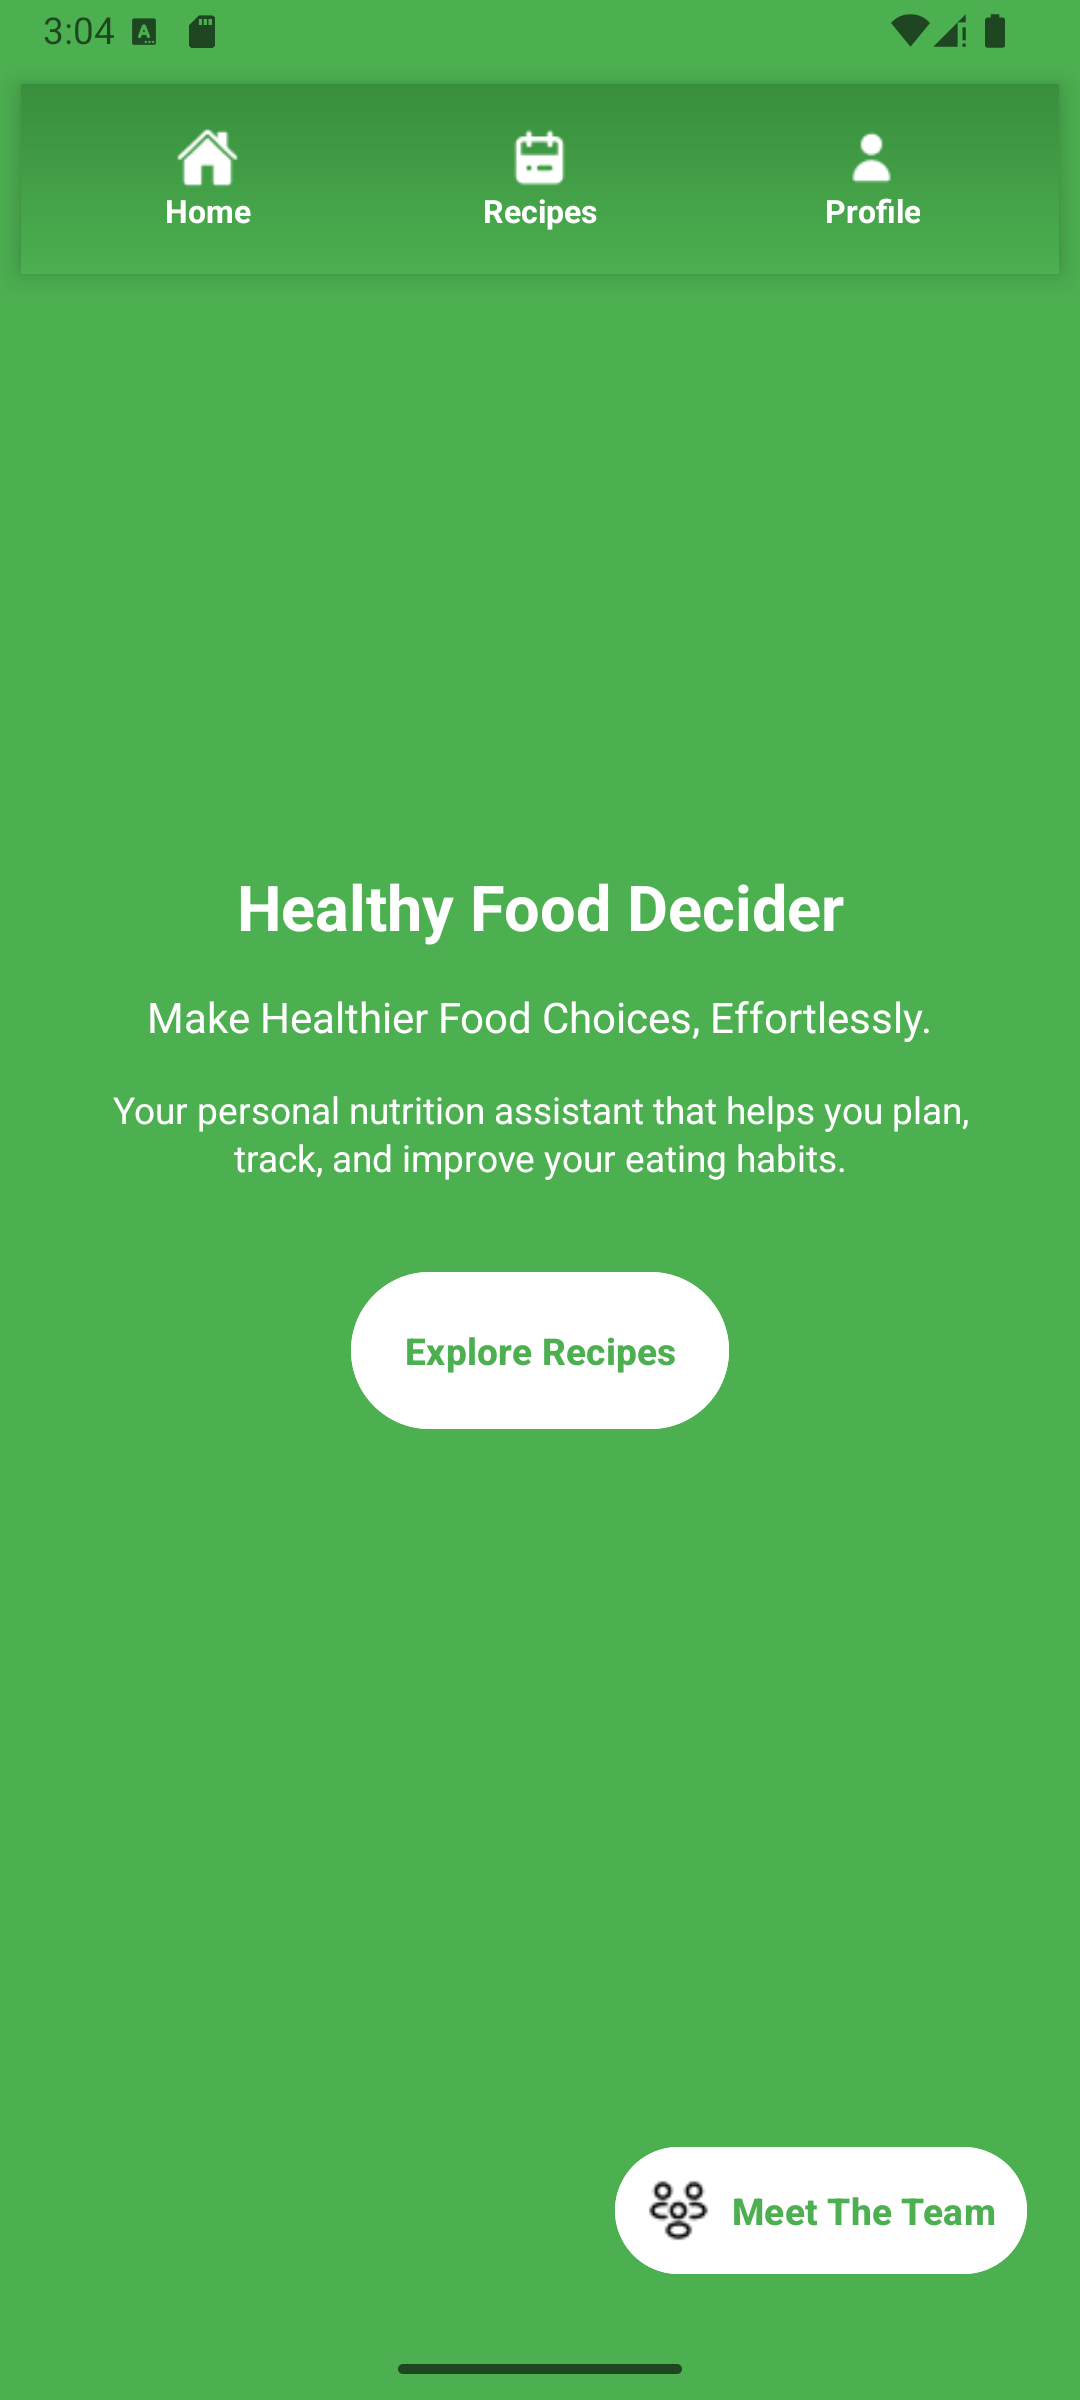 3:04
Home
Recipes
Profile
Healthy Food Decider
Make Healthier Food Choices, Effortlessly.
Your personal nutrition assistant that helps you plan,
track, and improve your eating habits.
Explore Recipes
Meet The Team